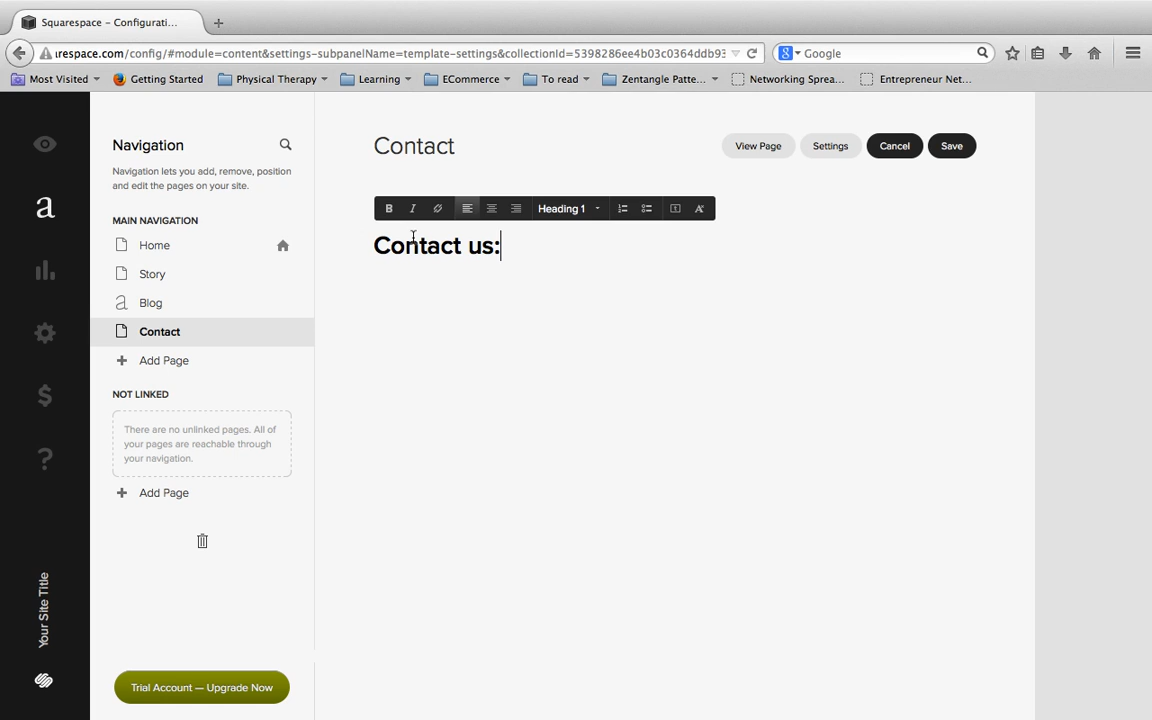 Squarespace - Configurati...
ırespace.com/config/#module=content&settings-subpanelName=template-settings&collectionId=5398286ee4b03c0364ddb93
Google
Most Visited
Getting Started
Physical Therapy
Learning
ECommerce
To read
Zentangle Patte...
Networking Sprea...
Entrepreneur Net...
Navigation
Navigation lets you add, remove, position
and edit the pages on your site.
MAIN NAVIGATION
Home
Story
Blog
Contact
Add Page
NOT LINKED
There are no unlinked pages. All of
your pages are reachable through
your navigation.
Add Page
Your Site Title
Trial Account — Upgrade Now
Contact
View Page
Settings
Cancel
Save
B I Heading 1
Contact us: